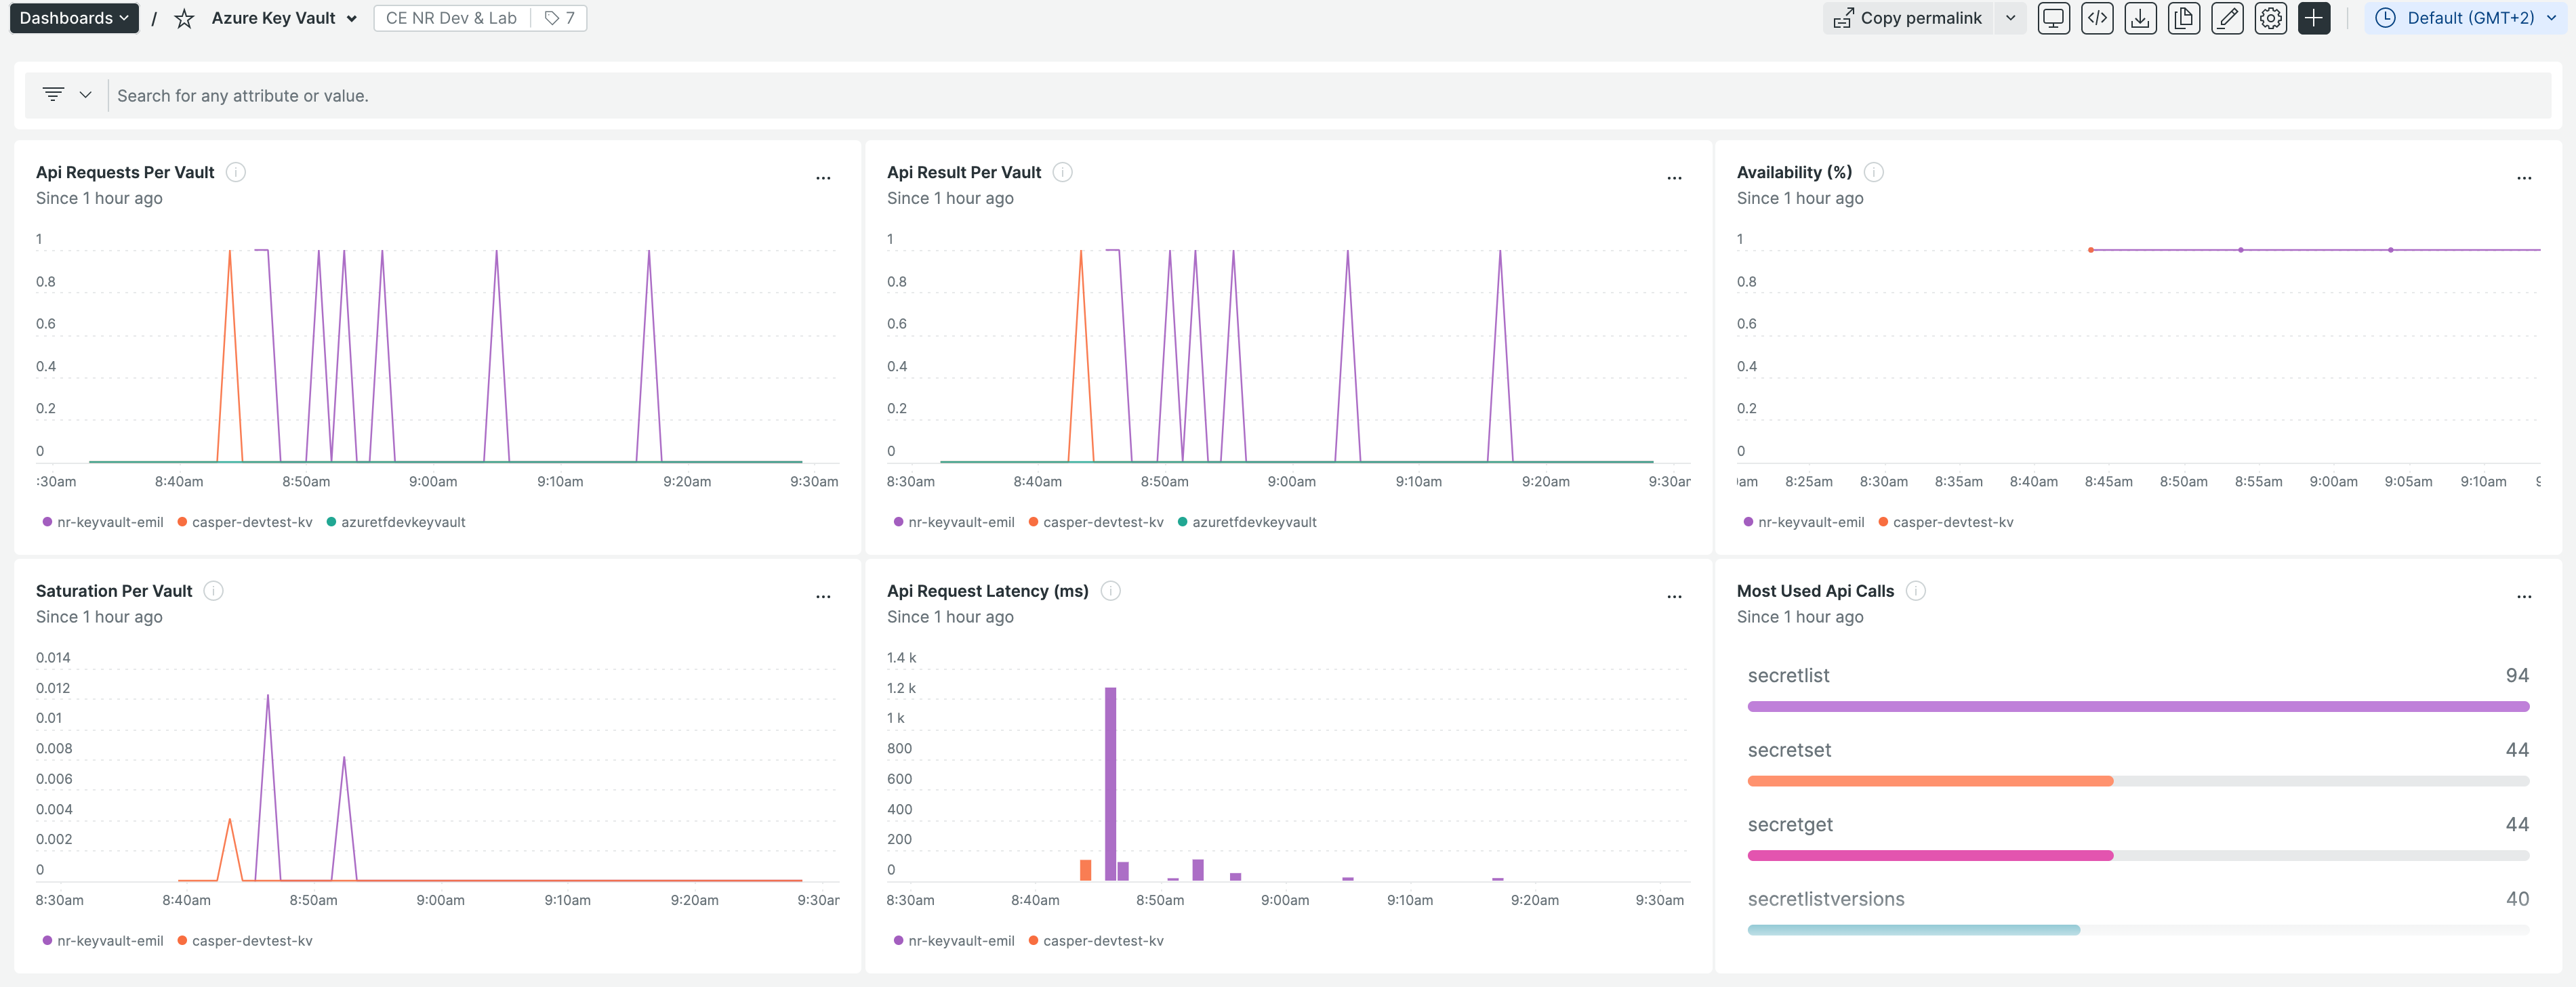 Dashboards / Azure Key Vault CE NR Dev & Lab 7 Copy permalink Default (GMT+2)
Search for any attribute or value.
Api Requests Per Vault
Since 1 hour ago
1
0.8
0.6
0.4
0.2
0
:30am 8:40am 8:50am 9:00am 9:10am 9:20am 9:30am
nr-keyvault-emil casper-devtest-kv azuretfdevkeyvault
Api Result Per Vault
Since 1 hour ago
1
0.8
0.6
0.4
0.2
0
8:30am 8:40am 8:50am 9:00am 9:10am 9:20am 9:30ar
nr-keyvault-emil casper-devtest-kv azuretfdevkeyvault
Availability (%)
Since 1 hour ago
1
0.8
0.6
0.4
0.2
0
am 8:25am 8:30am 8:35am 8:40am 8:45am 8:50am 8:55am 9:00am 9:05am 9:10am 9
nr-keyvault-emil casper-devtest-kv
Saturation Per Vault
Since 1 hour ago
0.014
0.012
0.01
0.008
0.006
0.004
0.002
0
8:30am 8:40am 8:50am 9:00am 9:10am 9:20am 9:30ar
nr-keyvault-emil casper-devtest-kv
Api Request Latency (ms)
Since 1 hour ago
1.4 k
1.2 k
1 k
800
600
400
200
0
8:30am 8:40am 8:50am 9:00am 9:10am 9:20am 9:30am
nr-keyvault-emil casper-devtest-kv
Most Used Api Calls
Since 1 hour ago
secretlist 94
secretset 44
secretget 44
secretlistversions 40